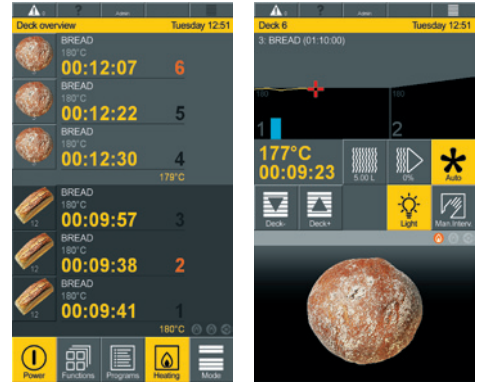 6 ? Admin
Deck overview Tuesday 12:51
BREAD
180°C
00:12:07 6
BREAD
180°C
00:12:22 5
BREAD
180°C
00:12:30 4
179°C
BREAD
180°C
00:09:57 3
12
BREAD
180°C
00:09:38 2
12
BREAD
180°C
00:09:41 1
12
180°C
Power Functions Programs Heating Mode
? Admin
Deck 6 Tuesday 12:51
3: BREAD (01:10:00)
180 180
1 2
177°C
00:09:23
5.00 L 0% Auto
Deck- Deck+ Light Man.Interv.